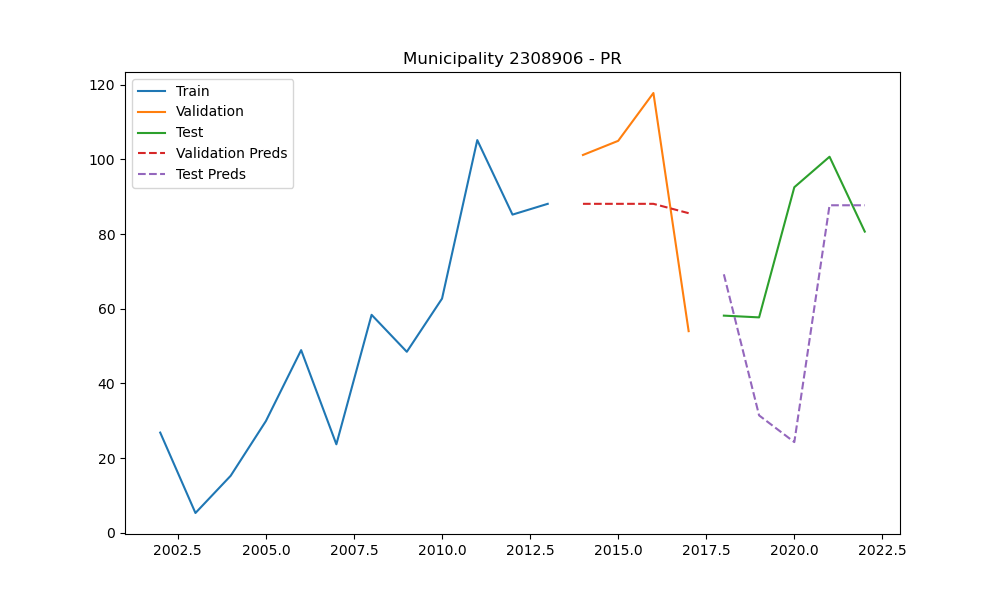 Municipality 2308906 - PR
120
100
80
60
40
20
0
Train
Validation
Test
Validation Preds
Test Preds
2002.5 2005.0 2007.5 2010.0 2012.5 2015.0 2017.5 2020.0 2022.5